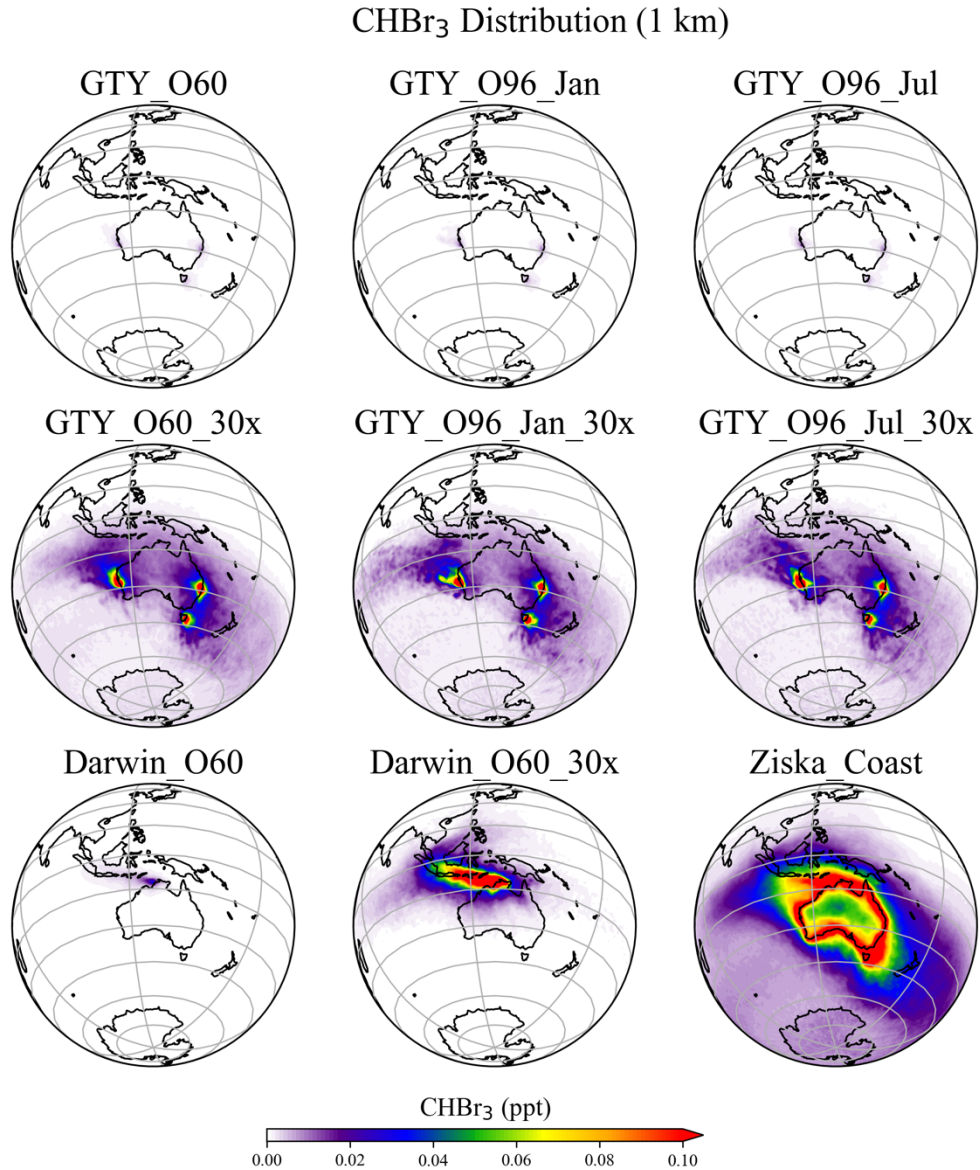 CHBr₃ Distribution (1 km)
GTY_O60
GTY_O96_Jan
GTY_O96_Jul
GTY_O60_30x
GTY_O96_Jan_30x
GTY_O96_Jul_30x
Darwin_O60
Darwin_O60_30x
Ziska_Coast
CHBr₃ (ppt)
0.00 0.02 0.04 0.06 0.08 0.10